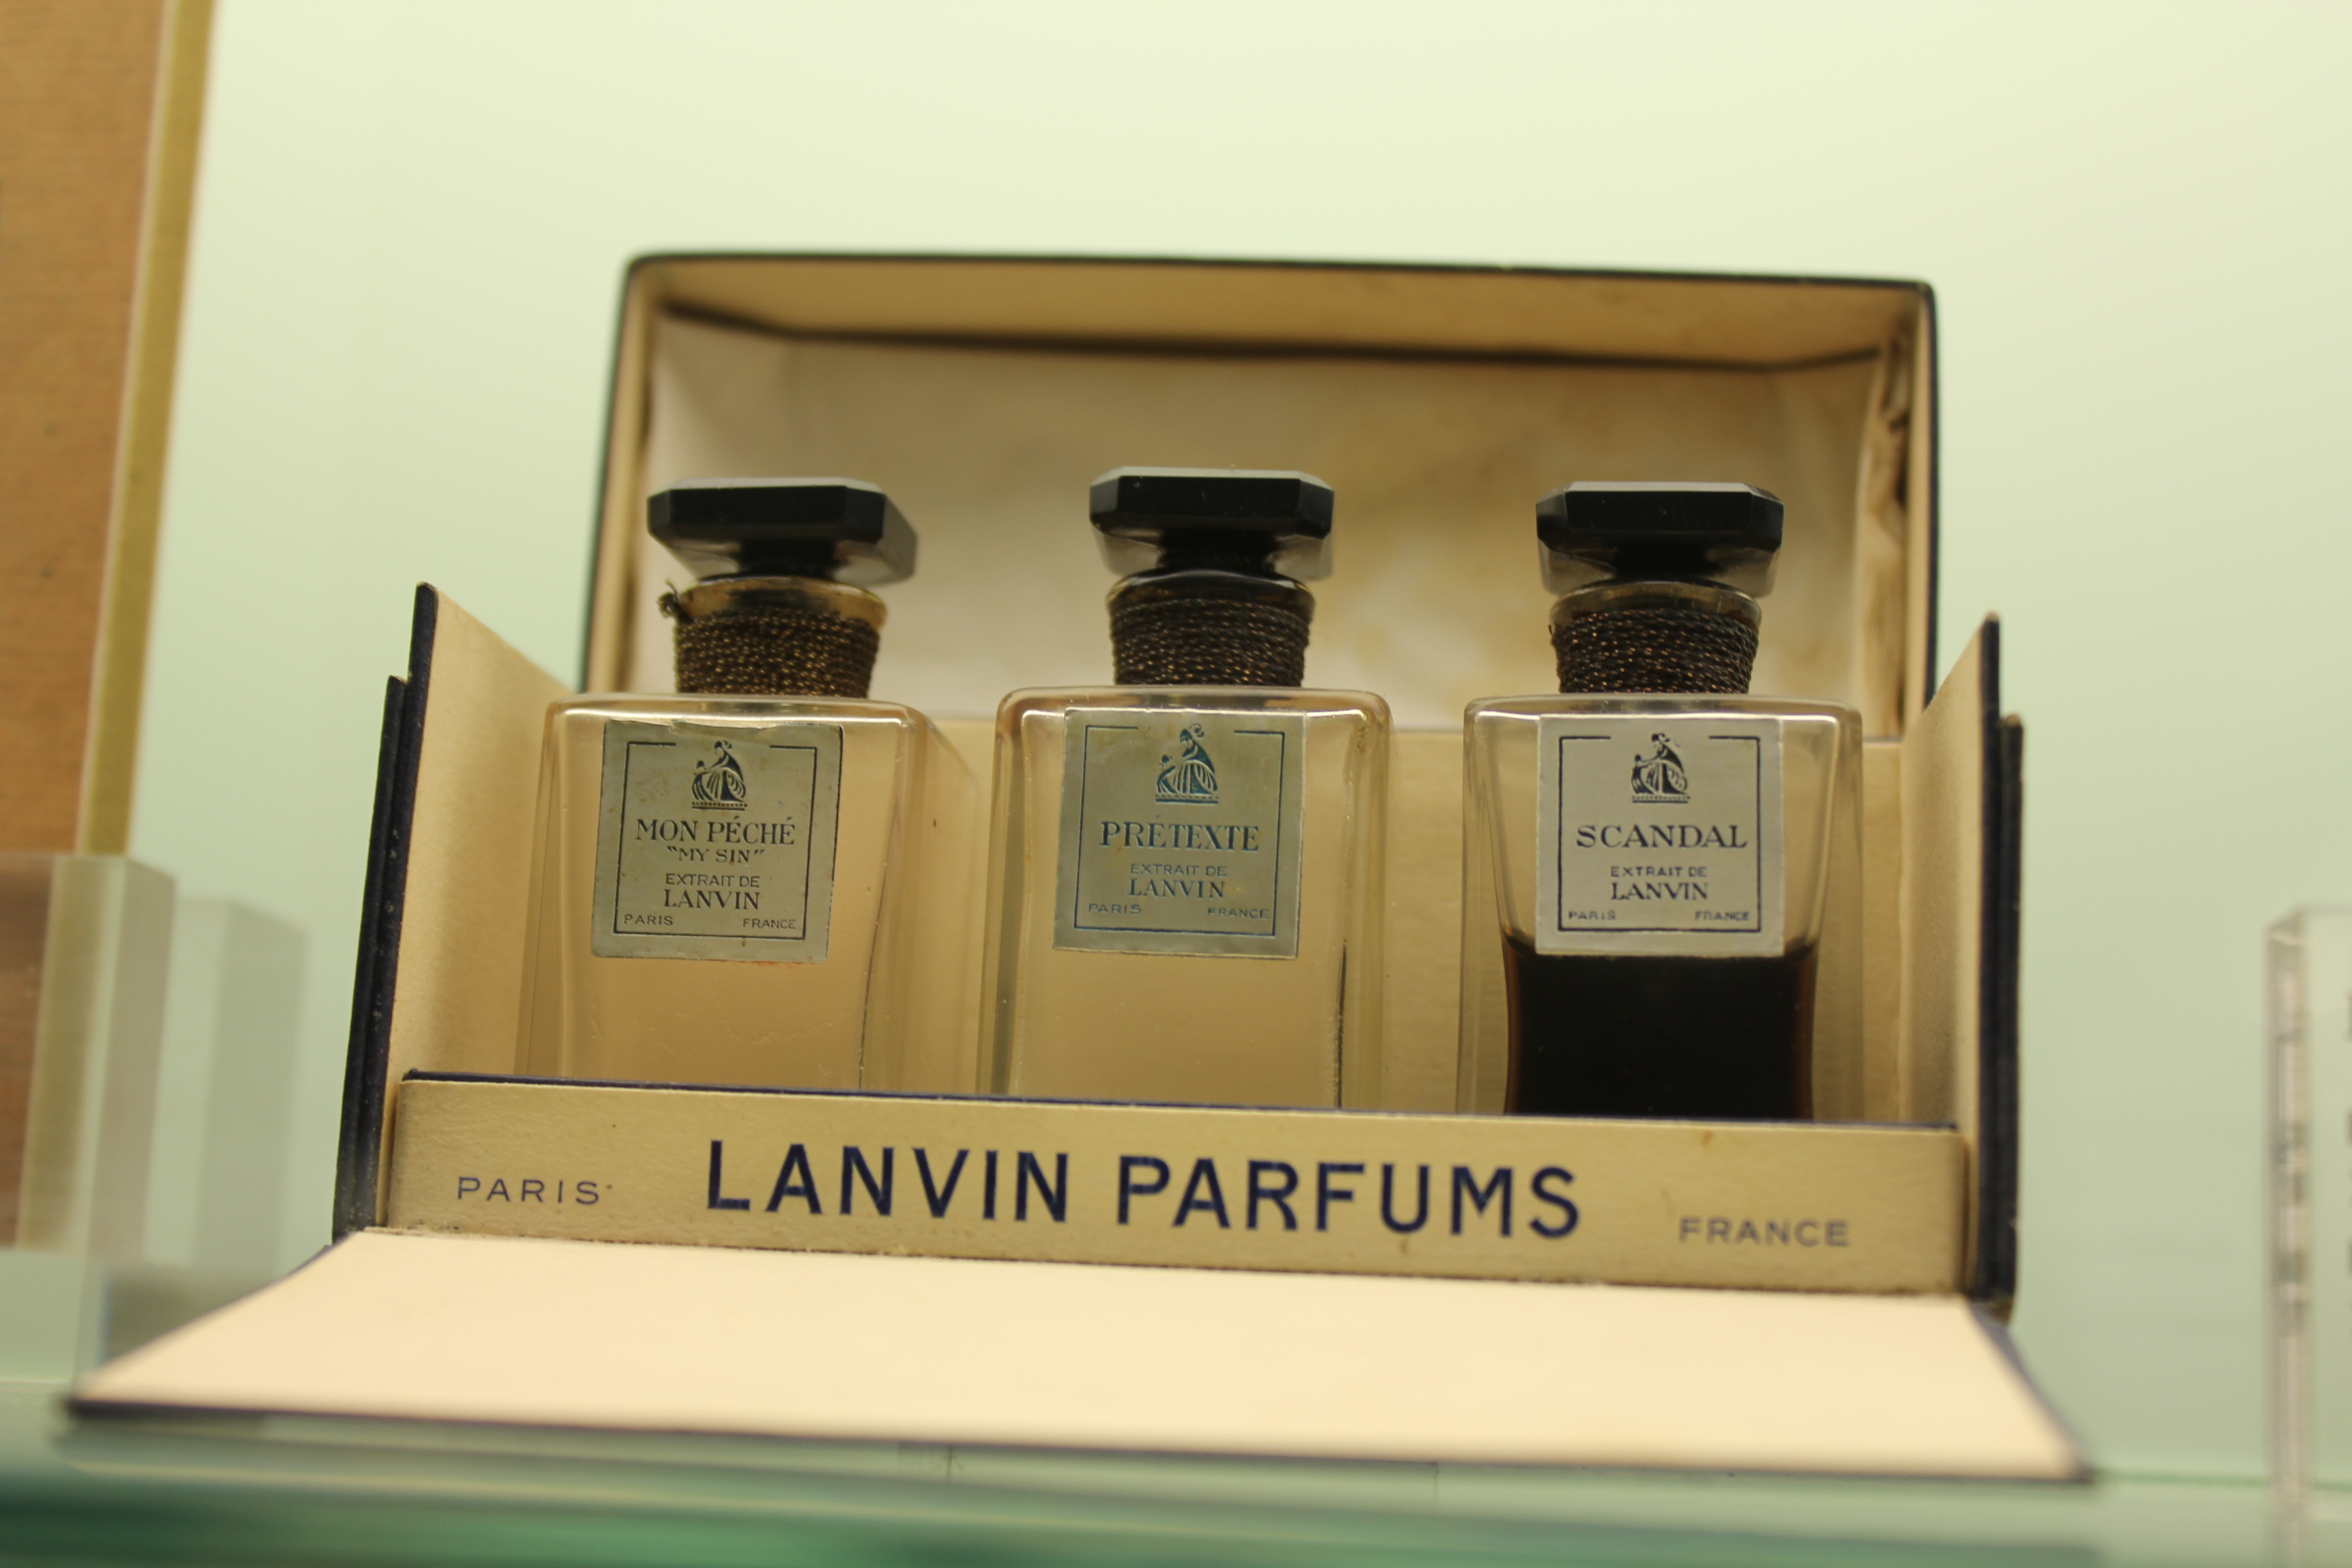 MON PÉCHÉ
"MY SIN"
EXTRAIT DE
LANVIN
PARIS FRANCE
PRÉTEXTE
EXTRAIT DE
LANVIN
PARIS FRANCE
SCANDAL
EXTRAIT DE
LANVIN
PARIS FRANCE
PARIS LANVIN PARFUMS FRANCE